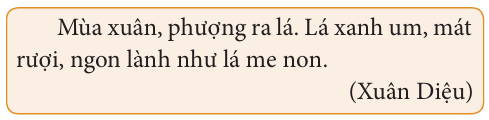 Mùa xuân, phượng ra lá. Lá xanh um, mát
rượi, ngon lành như lá me non.
(Xuân Diệu)